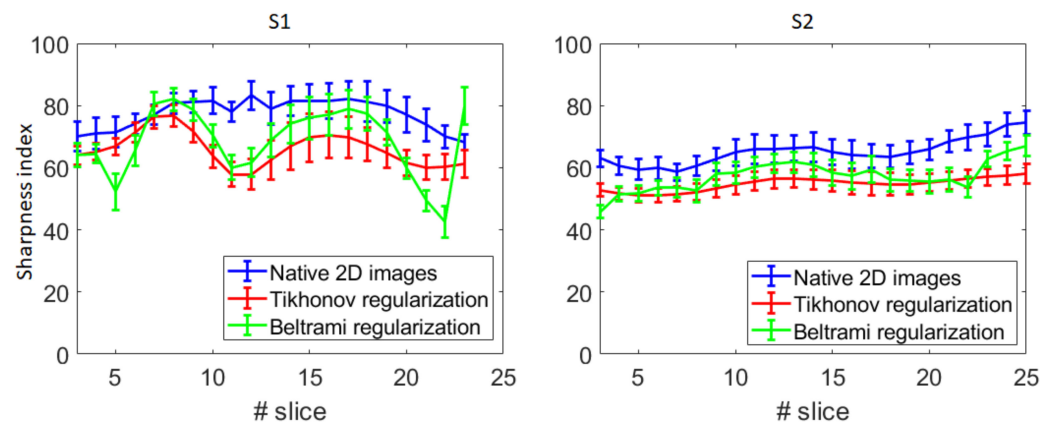 S1
100
80
60
40
20
0
Sharpness index
5
10
15
20
25
# slice
Native 2D images
Tikhonov regularization
Beltrami regularization
S2
100
80
60
40
20
0
5
10
15
20
25
# slice
Native 2D images
Tikhonov regularization
Beltrami regularization